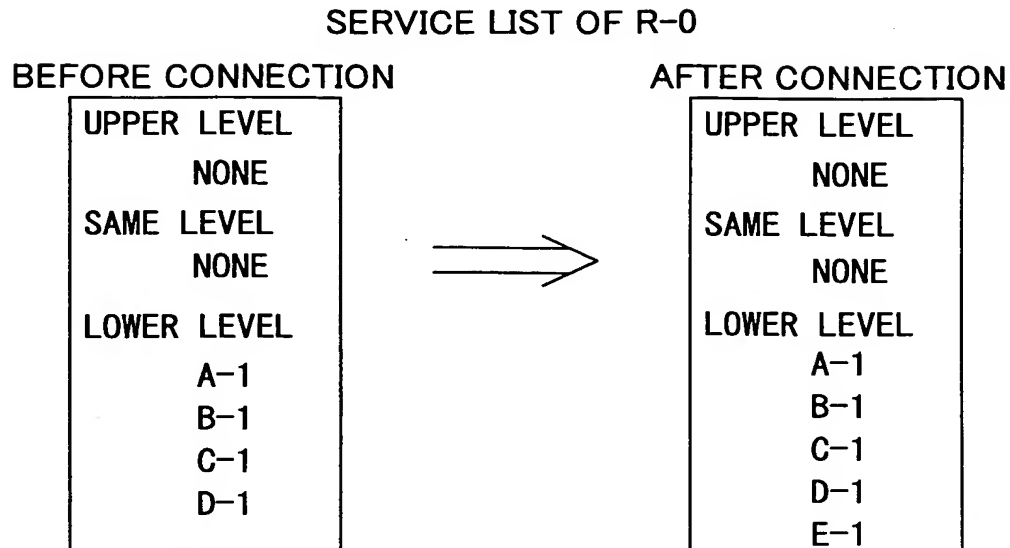 SERVICE LIST OF R-0
BEFORE CONNECTION
UPPER LEVEL
NONE
SAME LEVEL
NONE
LOWER LEVEL
A-1
B-1
C-1
D-1
AFTER CONNECTION
UPPER LEVEL
NONE
SAME LEVEL
NONE
LOWER LEVEL
A-1
B-1
C-1
D-1
E-1